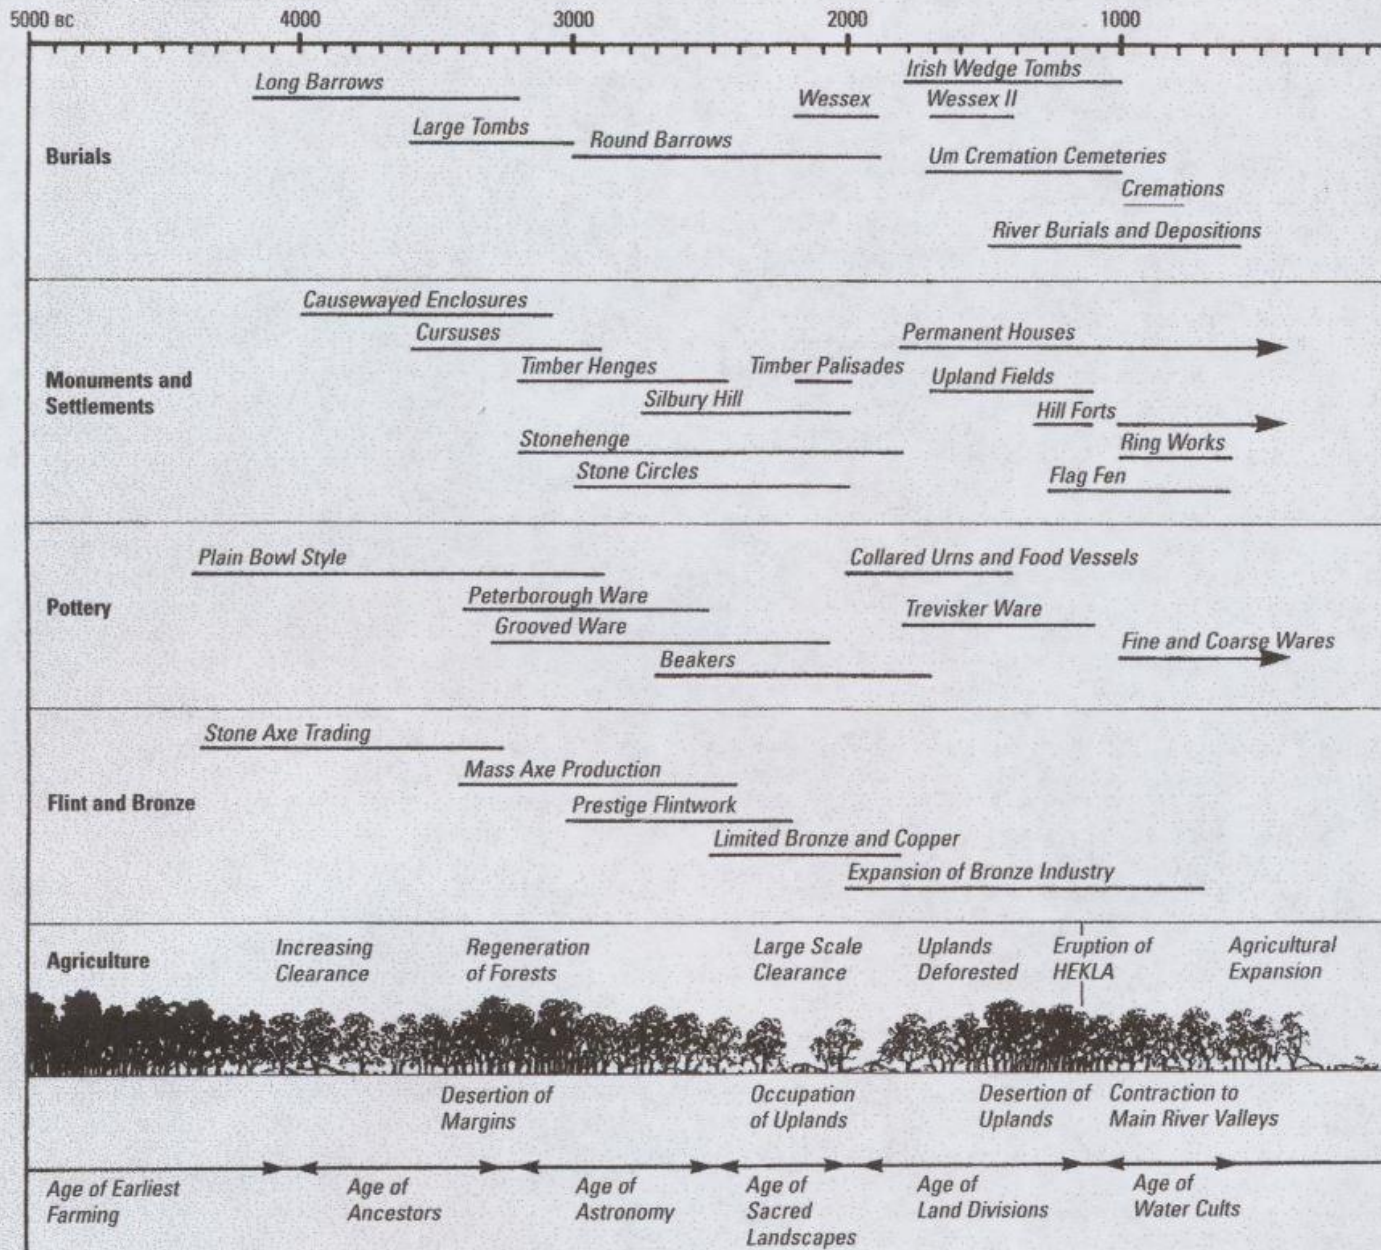 5000 BC 4000 3000 2000 1000
Burials
Long Barrows
Large Tombs
Round Barrows
Wessex
Irish Wedge Tombs
Wessex II
Um Cremation Cemeteries
Cremations
River Burials and Depositions
Monuments and
Settlements
Causewayed Enclosures
Cursuses
Timber Henges
Silbury Hill
Stonehenge
Stone Circles
Timber Palisades
Permanent Houses
Upland Fields
Hill Forts
Ring Works
Flag Fen
Pottery
Plain Bowl Style
Peterborough Ware
Grooved Ware
Beakers
Collared Urns and Food Vessels
Trevisker Ware
Fine and Coarse Wares
Flint and Bronze
Stone Axe Trading
Mass Axe Production
Prestige Flintwork
Limited Bronze and Copper
Expansion of Bronze Industry
Agriculture
Increasing
Clearance
Regeneration
of Forests
Large Scale
Clearance
Uplands
Deforested
Eruption of
HEKLA
Agricultural
Expansion
Desertion of
Margins
Occupation
of Uplands
Desertion of
Uplands
Contraction to
Main River Valleys
Age of Earliest
Farming
Age of
Ancestors
Age of
Astronomy
Age of
Sacred
Landscapes
Age of
Land Divisions
Age of
Water Cults